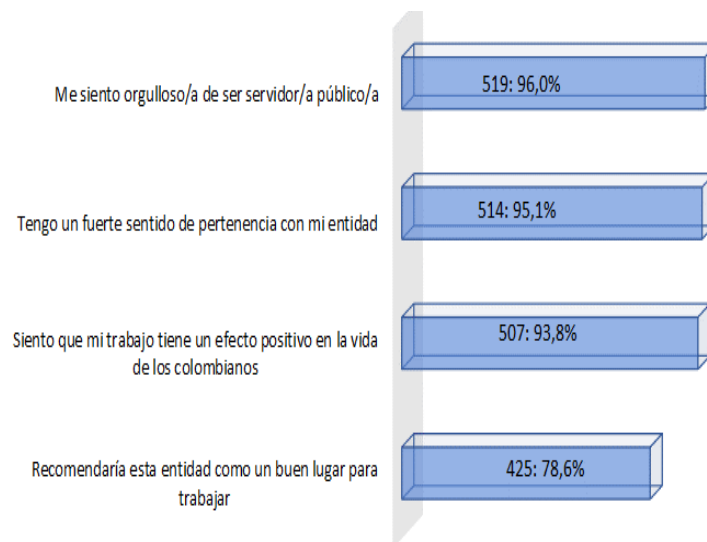 Me siento orgulloso/a de ser servidor/a público/a
519: 96,0%
Tengo un fuerte sentido de pertenencia con mi entidad
514: 95,1%
Siento que mi trabajo tiene un efecto positivo en la vida
de los colombianos
507: 93,8%
Recomendaría esta entidad como un buen lugar para
trabajar
425: 78,6%